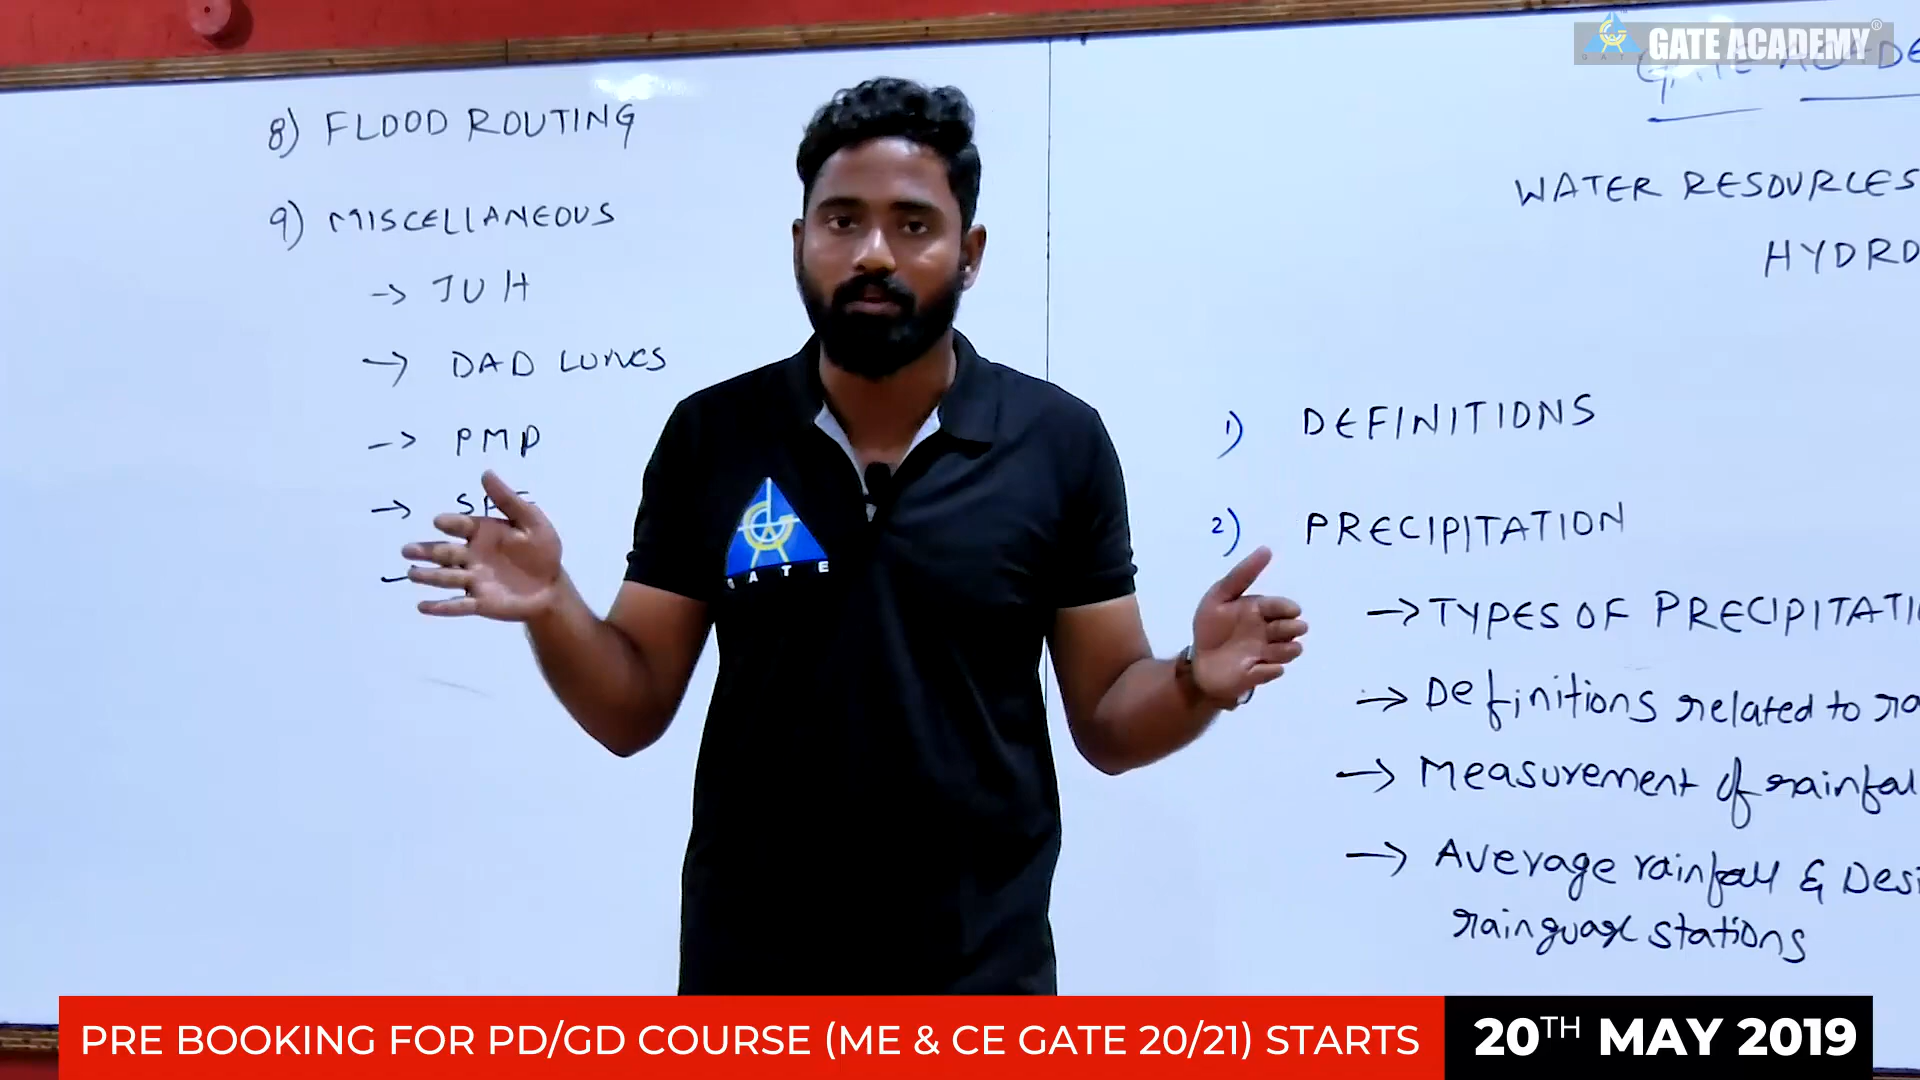 GATE ACADEMY
8) FLOOD ROUTING
9) MISCELLANEOUS
→ IUH
→ DAD CURVES
→ PMP
→
WATER RESOURCES
HYDRO
1) DEFINITIONS
2) PRECIPITATION
→ TYPES OF PRECIPITATI
→ Definitions related to ra
→ Measurement of rainfal
→ Average rainfall & Desi
stations
GATE
PRE BOOKING FOR PD/GD COURSE (ME & CE GATE 20/21) STARTS
20TH MAY 2019